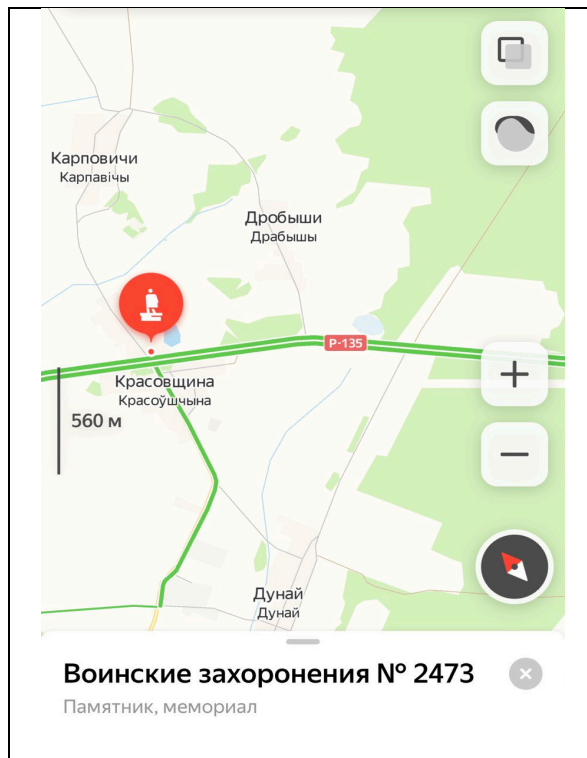 Карповичи
Карпавічы
Дробыши
Драбышы
Р-135
Красовщина
Красоўшчына
560 м
Дунай
Дунай
Воинские захоронения № 2473
Памятник, мемориал